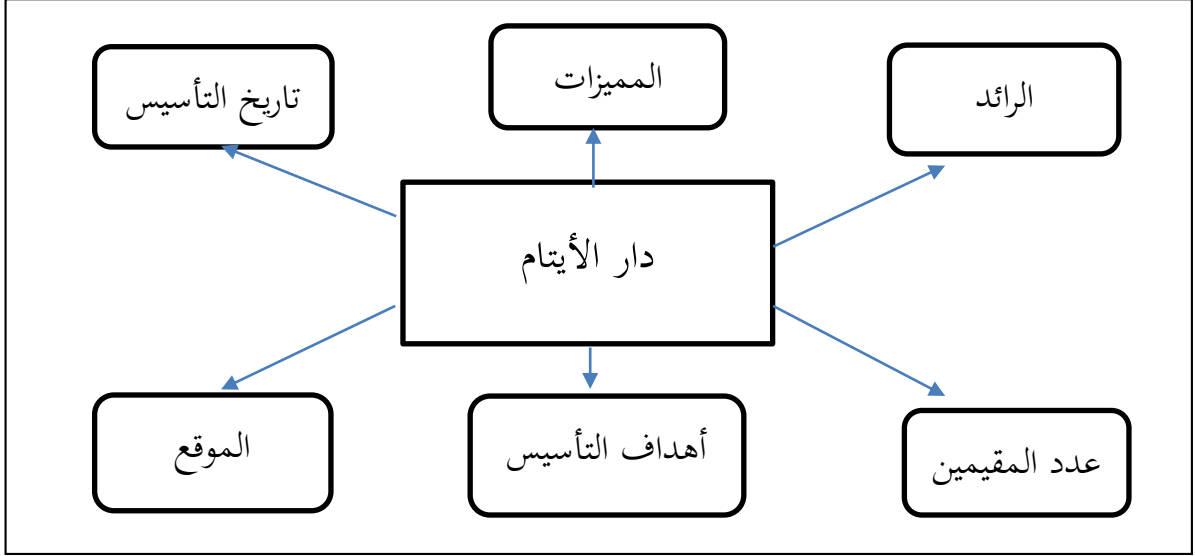 الرائد
المميزات
تاريخ التأسيس
دار الأيتام
عدد المقيمين
أهداف التأسيس
الموقع